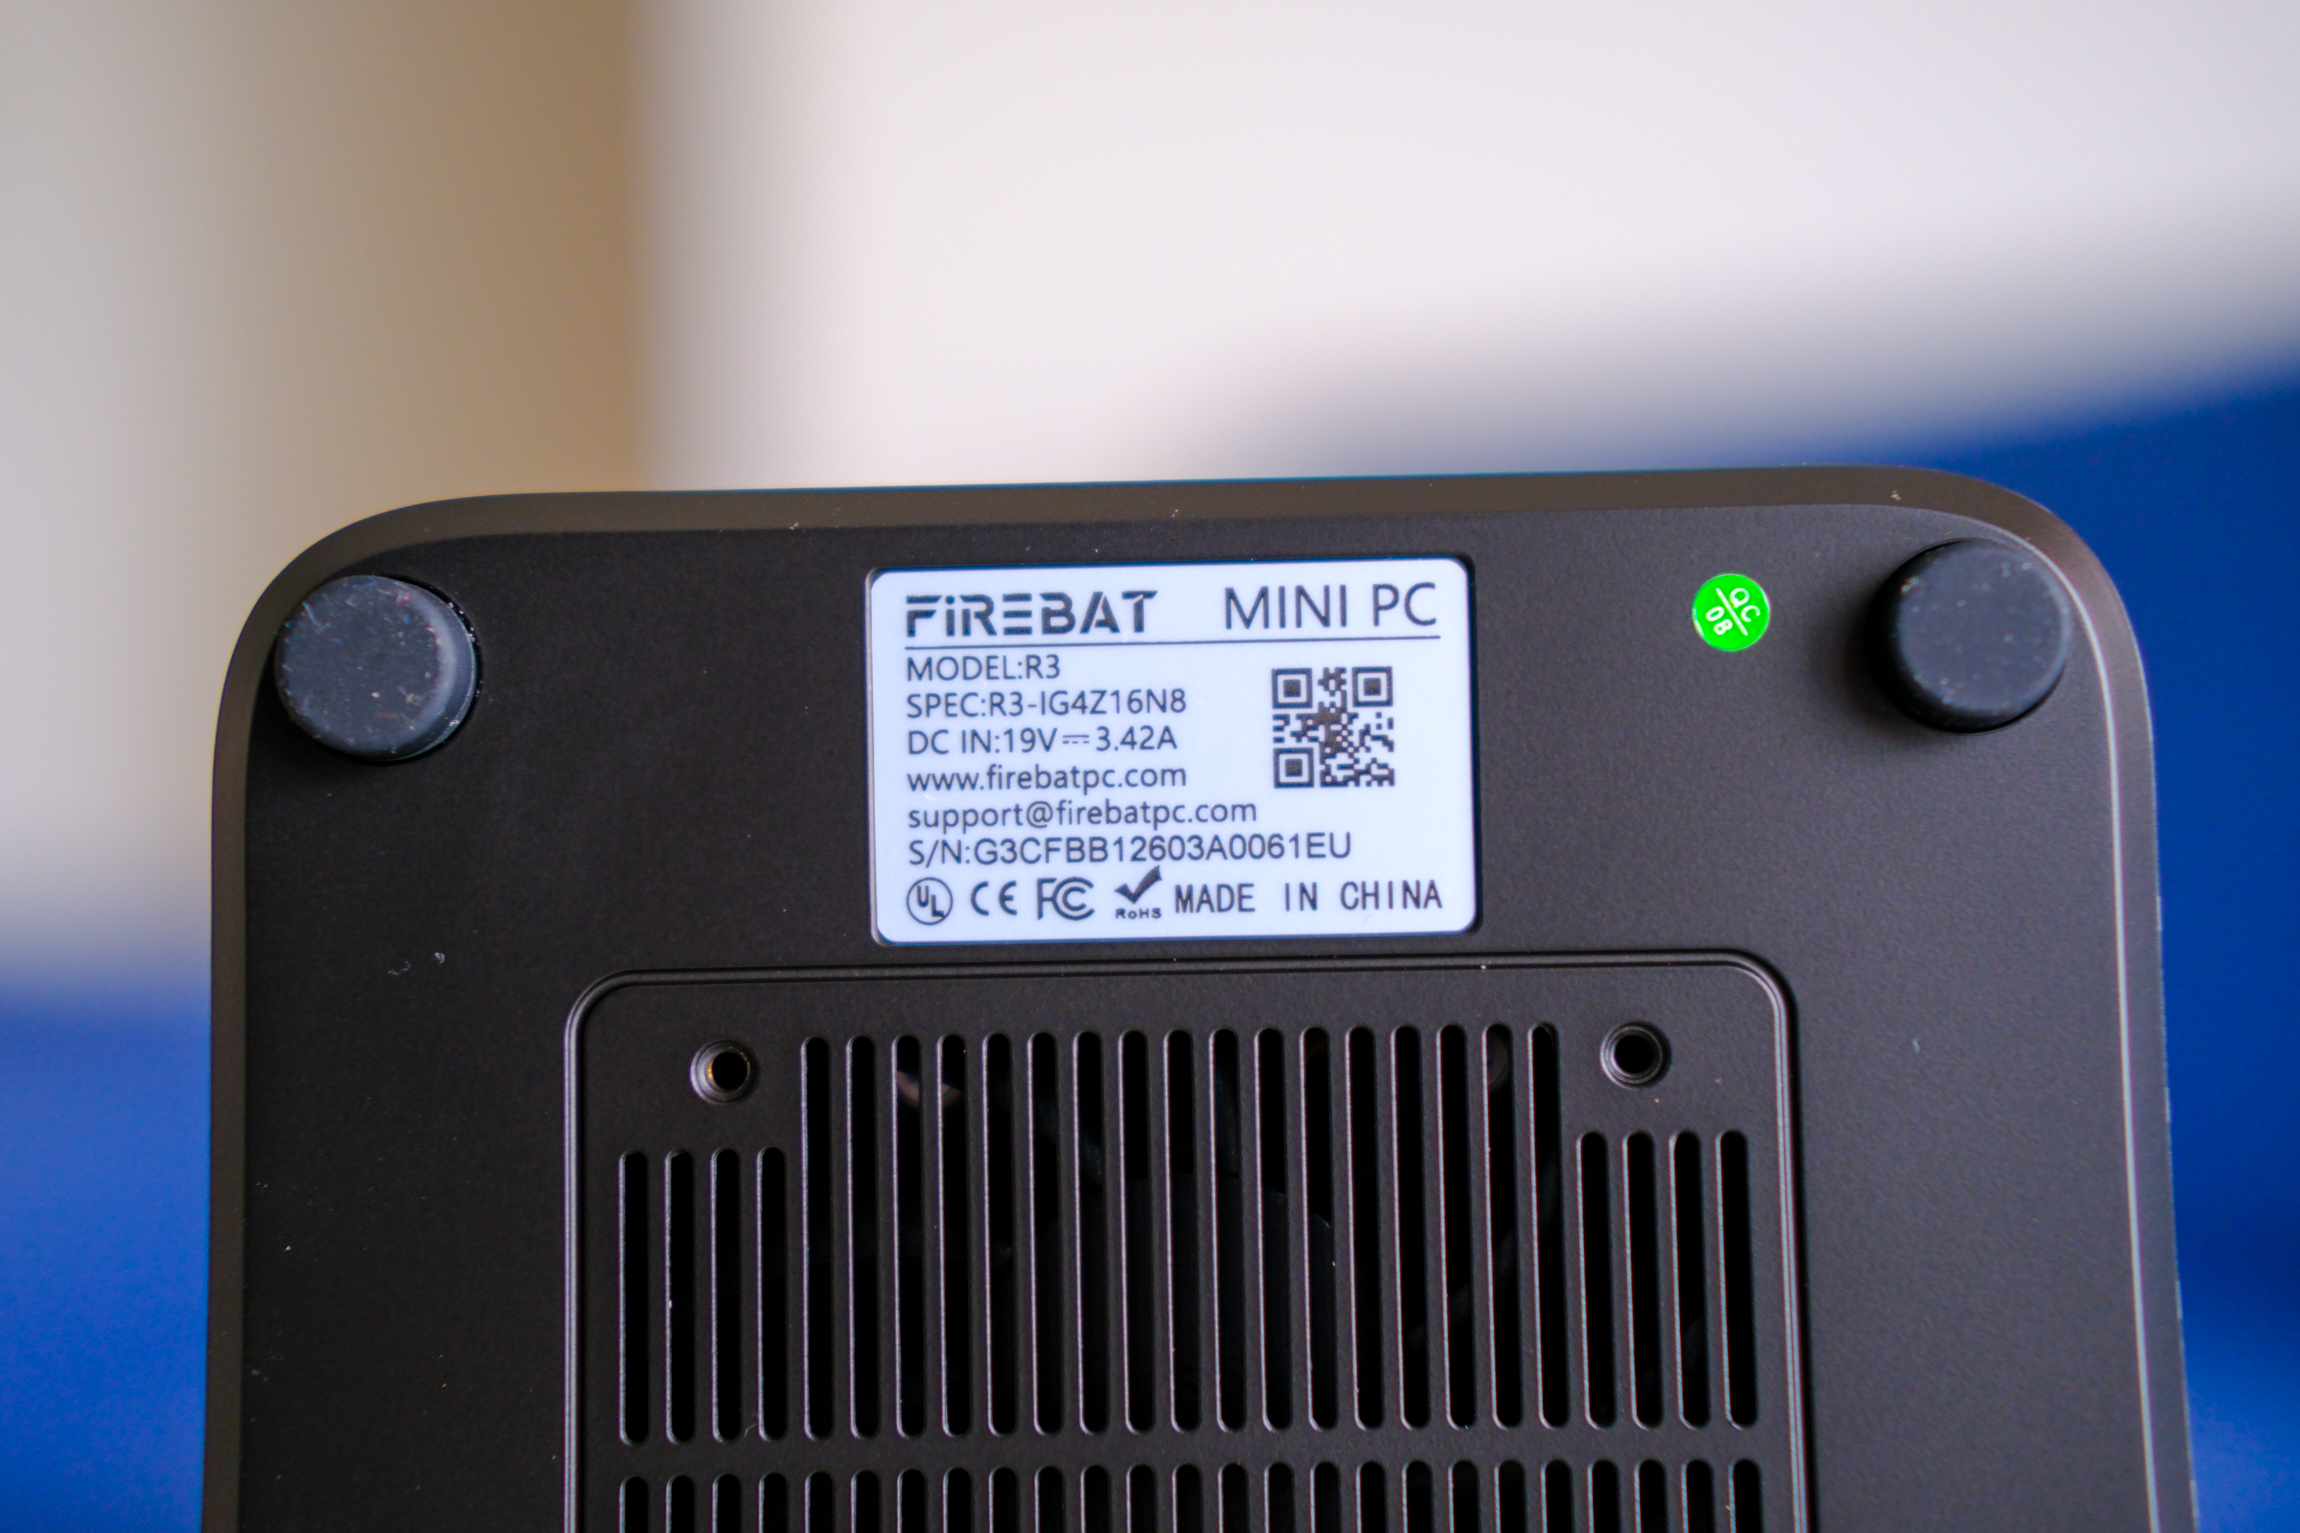 FiREBAT MINI PC
MODEL:R3
SPEC:R3-IG4Z16N8
DC IN:19V⎓3.42A
www.firebatpc.com
support@firebatpc.com
S/N:G3CFBB12603A0061EU
UL CE FC RoHS MADE IN CHINA
QC
08